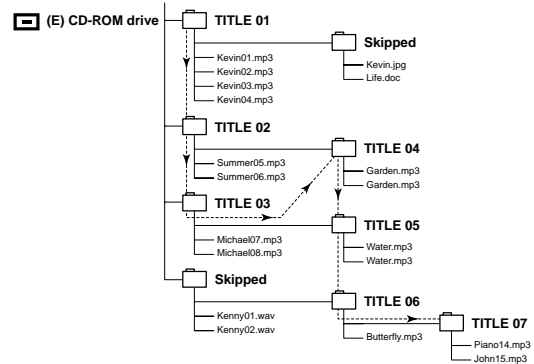 (E) CD-ROM drive
TITLE 01
Kevin01.mp3
Kevin02.mp3
Kevin03.mp3
Kevin04.mp3
Skipped
Kevin.jpg
Life.doc
TITLE 02
Summer05.mp3
Summer06.mp3
TITLE 04
Garden.mp3
Garden.mp3
TITLE 03
Michael07.mp3
Michael08.mp3
TITLE 05
Water.mp3
Water.mp3
Skipped
Kenny01.wav
Kenny02.wav
TITLE 06
Butterfly.mp3
TITLE 07
Piano14.mp3
John15.mp3